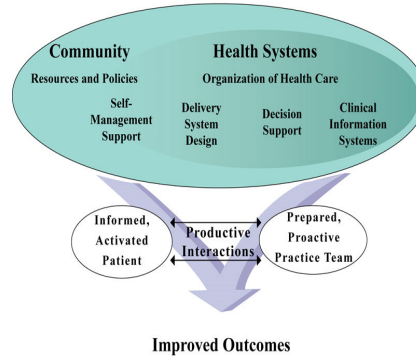 Community
Health Systems
Resources and Policies
Organization of Health Care
Self-
Management
Support
Delivery
System
Design
Decision
Support
Clinical
Information
Systems
Informed,
Activated
Patient
Productive
Interactions
Prepared,
Proactive
Practice Team
Improved Outcomes